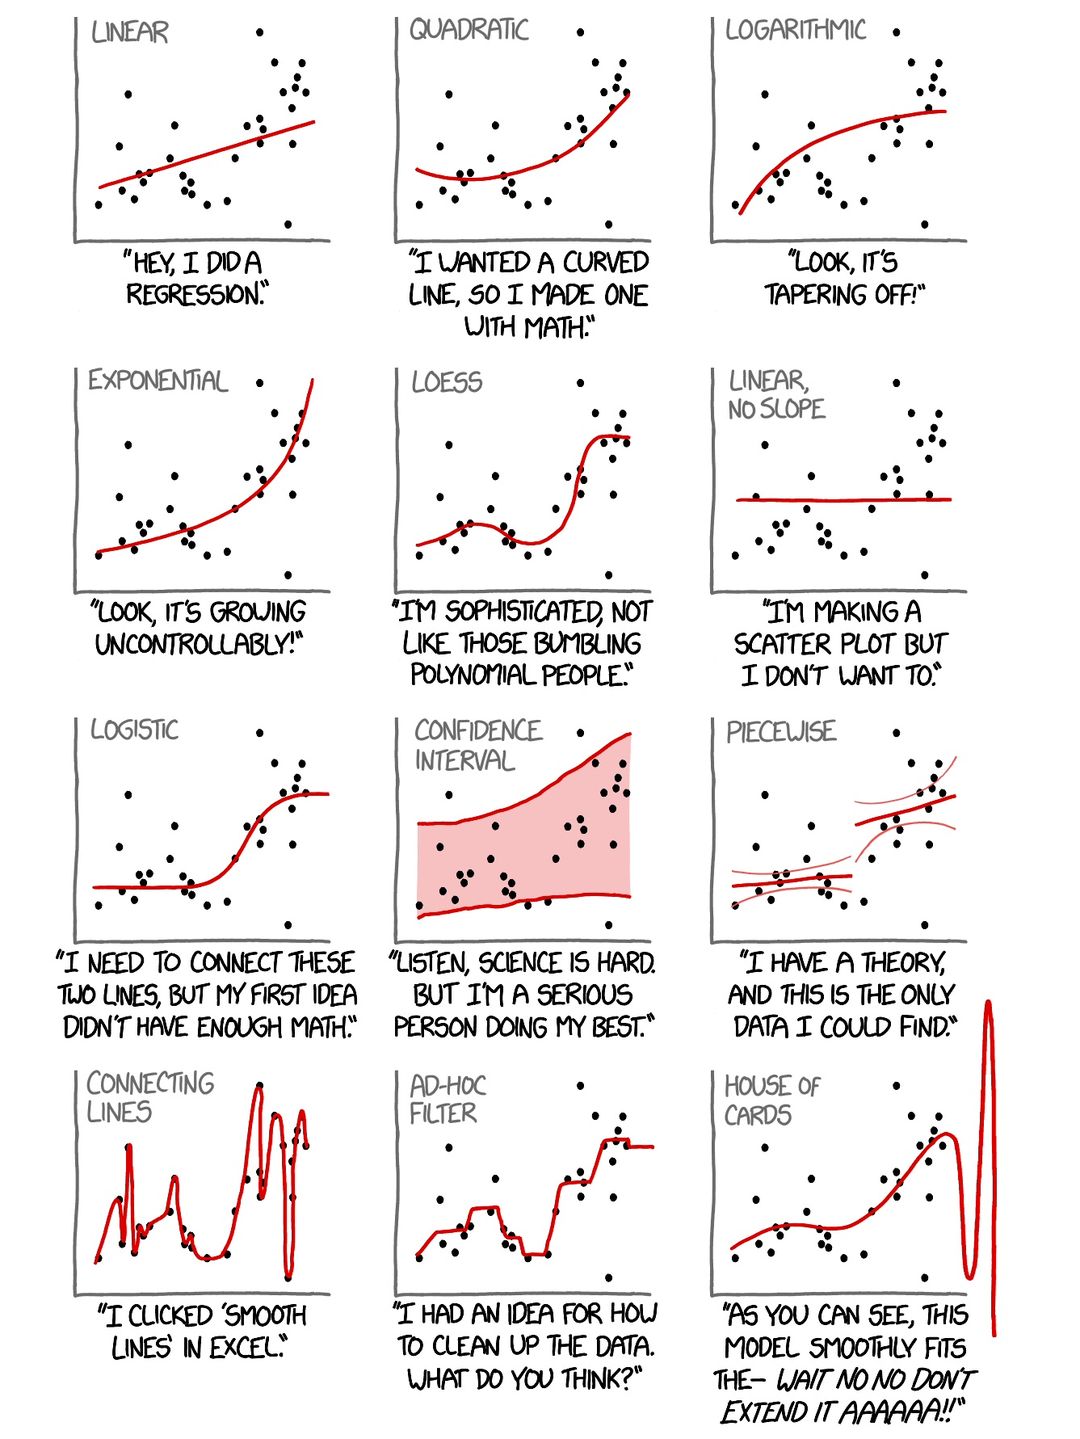 LINEAR
"HEY, I DID A
REGRESSION."
QUADRATIC
"I WANTED A CURVED
LINE, SO I MADE ONE
WITH MATH."
LOGARITHMIC
"LOOK, IT'S
TAPERING OFF!"
EXPONENTIAL
"LOOK, IT'S GROWING
UNCONTROLLABLY!"
LOESS
"I'M SOPHISTICATED, NOT
LIKE THOSE BUMBLING
POLYNOMIAL PEOPLE."
LINEAR,
NO SLOPE
"I'M MAKING A
SCATTER PLOT BUT
I DON'T WANT TO."
LOGISTIC
"I NEED TO CONNECT THESE
TWO LINES, BUT MY FIRST IDEA
DIDN'T HAVE ENOUGH MATH."
CONFIDENCE
INTERVAL
"LISTEN, SCIENCE IS HARD.
BUT I'M A SERIOUS
PERSON DOING MY BEST."
PIECEWISE
"I HAVE A THEORY,
AND THIS IS THE ONLY
DATA I COULD FIND."
CONNECTING
LINES
"I CLICKED 'SMOOTH
LINES' IN EXCEL."
AD-HOC
FILTER
"I HAD AN IDEA FOR HOW
TO CLEAN UP THE DATA.
WHAT DO YOU THINK?"
HOUSE OF
CARDS
"AS YOU CAN SEE, THIS
MODEL SMOOTHLY FITS
THE– WAIT NO NO DON'T
EXTEND IT AAAAAA!!"